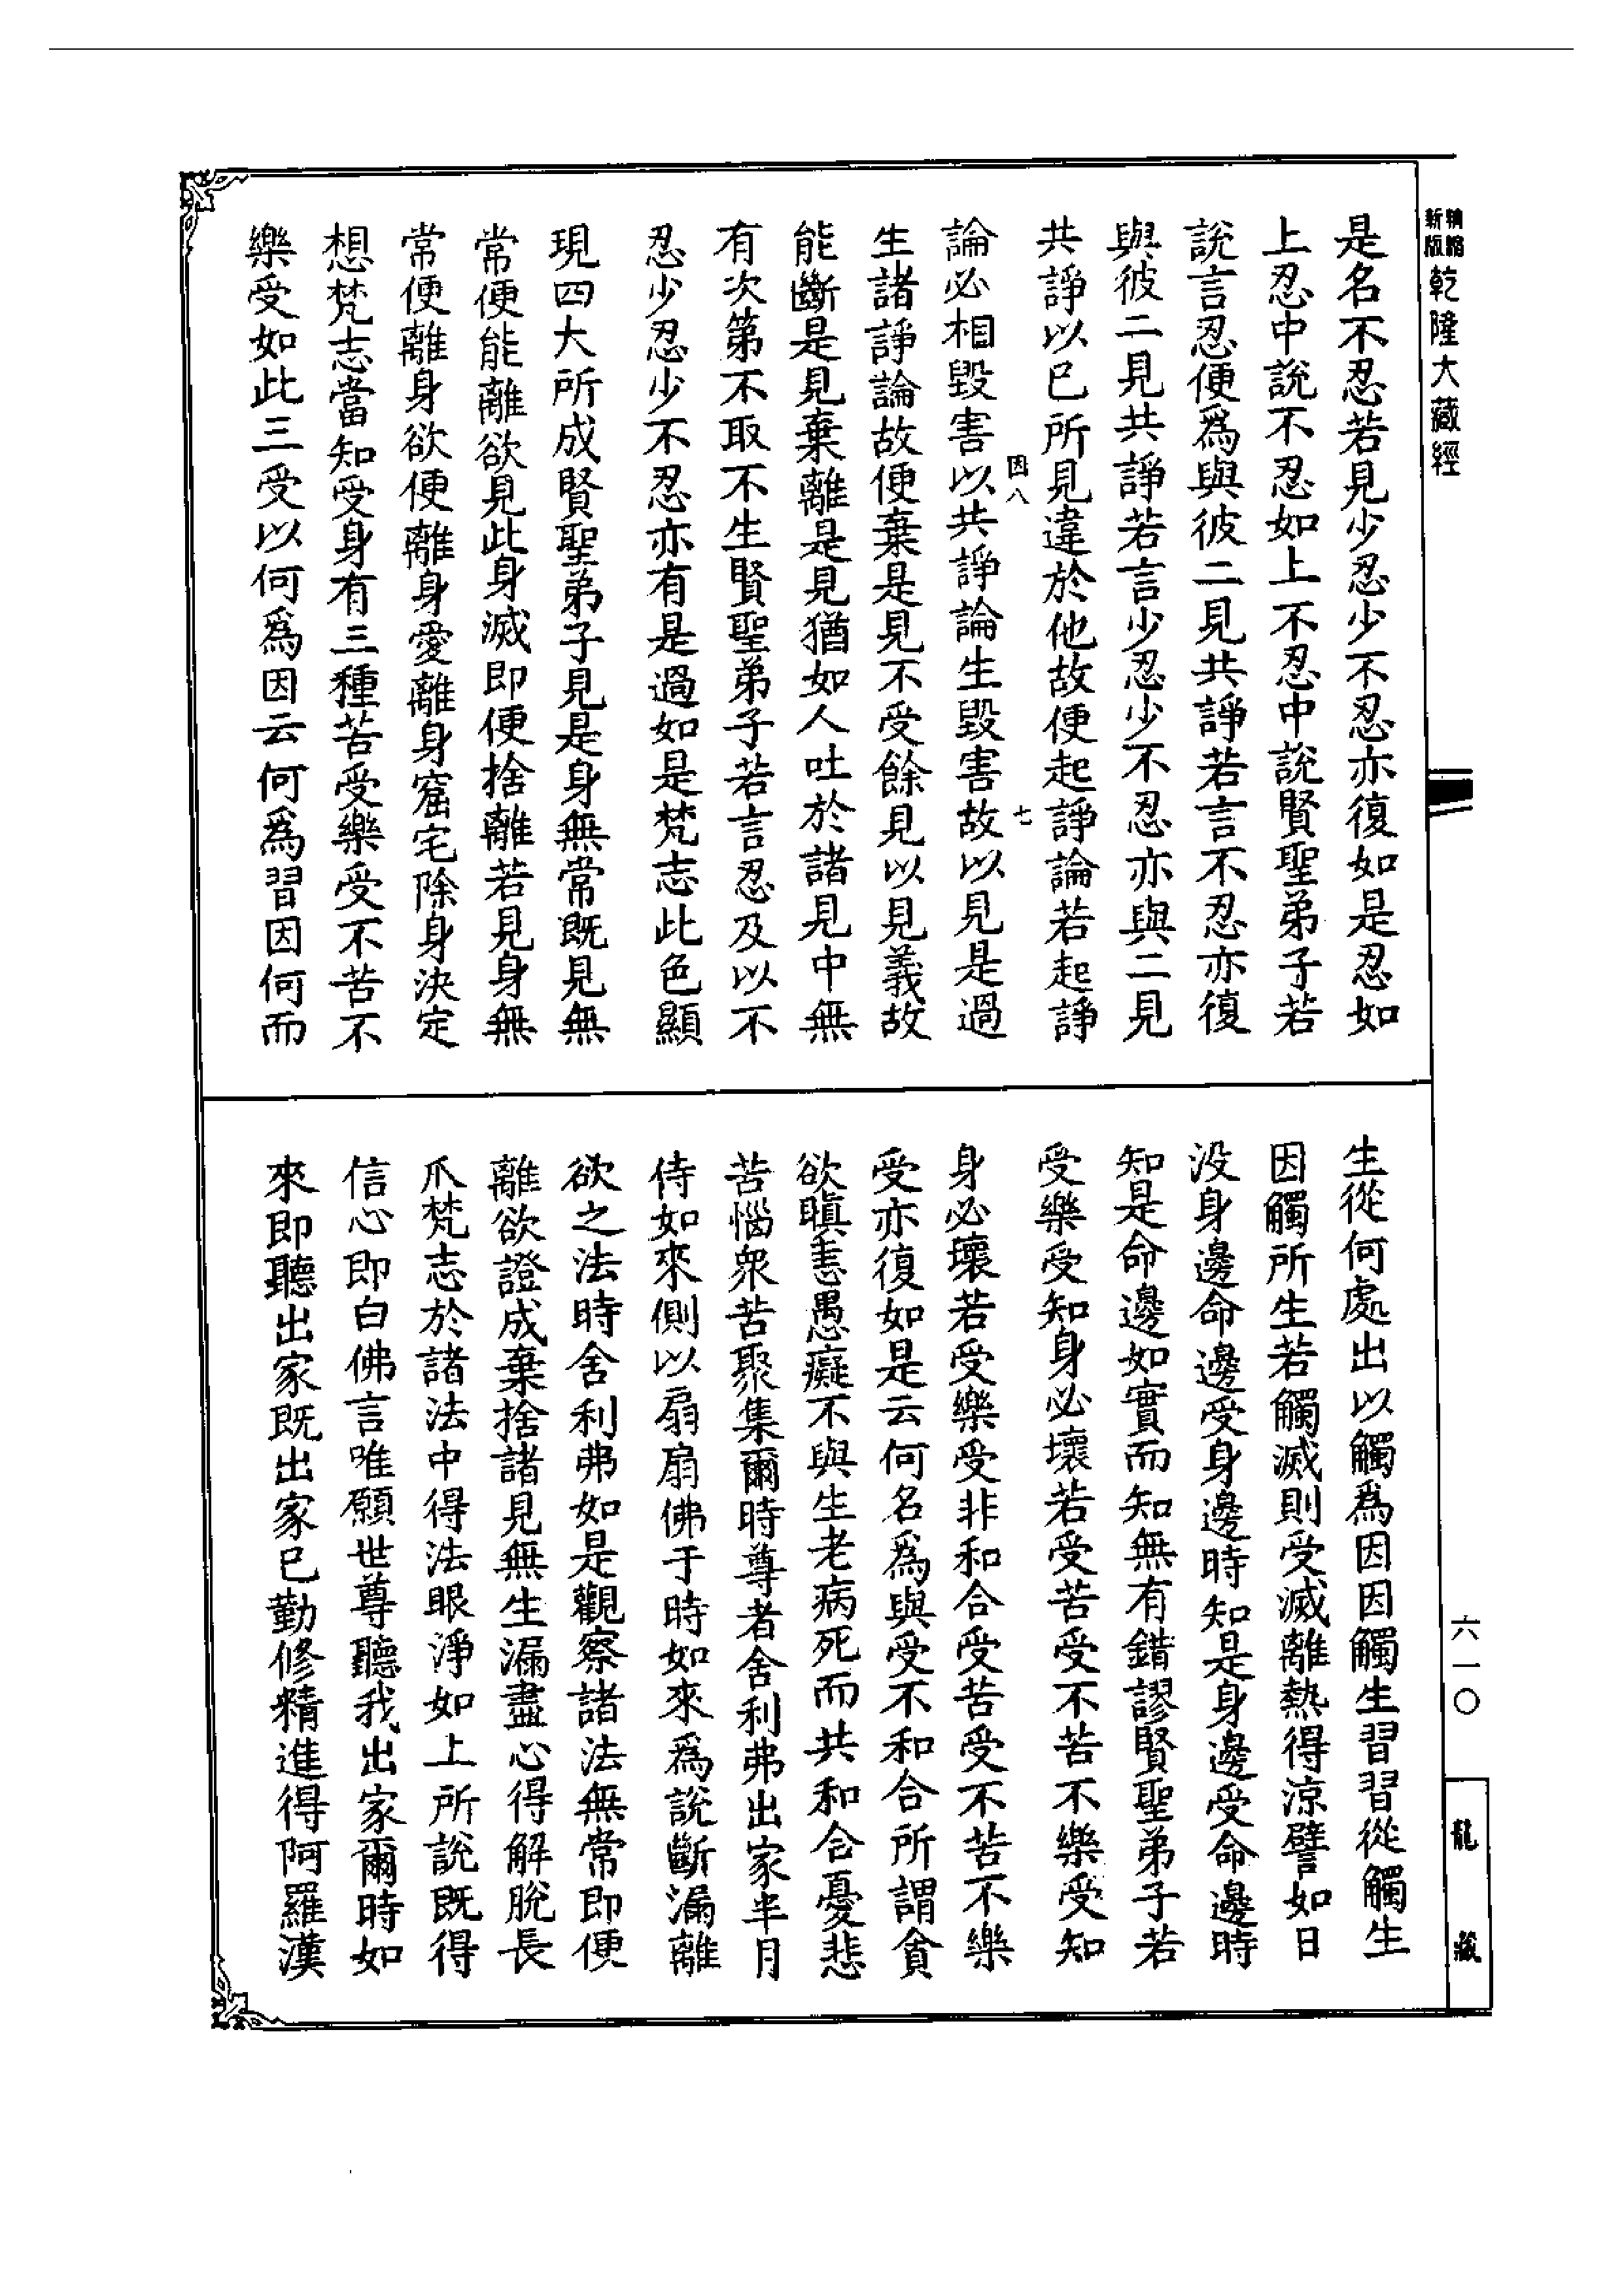 新版精縮
乾隆大藏經
是名不忍若見少忍少不忍亦復如是忍如
上忍中說不忍如上不忍中說賢聖弟子若
說言忍便爲與彼二見共諍若言不忍亦復
與彼二見共諍若言少忍少不忍亦與二見
共諍以已所見違於他故便起諍論若起諍
因八
七
論必相毀害以共諍論生毀害故以見是過
生諸諍論故便棄是見不受餘見以見義故
能斷是見棄離是見猶如人吐於諸見中無
有次第不取不生賢聖弟子若言忍及以不
忍少忍少不忍亦有是過如是梵志此色顯
現四大所成賢聖弟子見是身無常既見無
常便能離欲見此身滅即便捨離若見身無
常便離身欲便離身愛離身窟宅除身決定
想梵志當知受身有三種苦受樂受不苦不
樂受如此三受以何爲因云何爲習因何而
生從何處出以觸爲因因觸生習習從觸生
因觸所生若觸滅則受滅離熱得涼譬如日
没身邊命邊受身邊時知是身邊受命邊時
知是命邊如實而知無有錯謬賢聖弟子若
受樂受知身必壞若受苦受不苦不樂受知
身必壞若受樂受非和合受苦受不苦不樂
受亦復如是云何名爲與受不和合所謂貪
欲瞋恚愚癡不與生老病死而共和合憂悲
苦惱眾苦聚集爾時尊者舍利弗出家半月
侍如來側以扇扇佛于時如來爲說斷漏離
欲之法時舍利弗如是觀察諸法無常即便
離欲證成棄捨諸見無生漏盡心得解脫長
爪梵志於諸法中得法眼淨如上所說既得
信心即白佛言唯願世尊聽我出家爾時如
來即聽出家既出家已勤修精進得阿羅漢
六一〇
龍藏